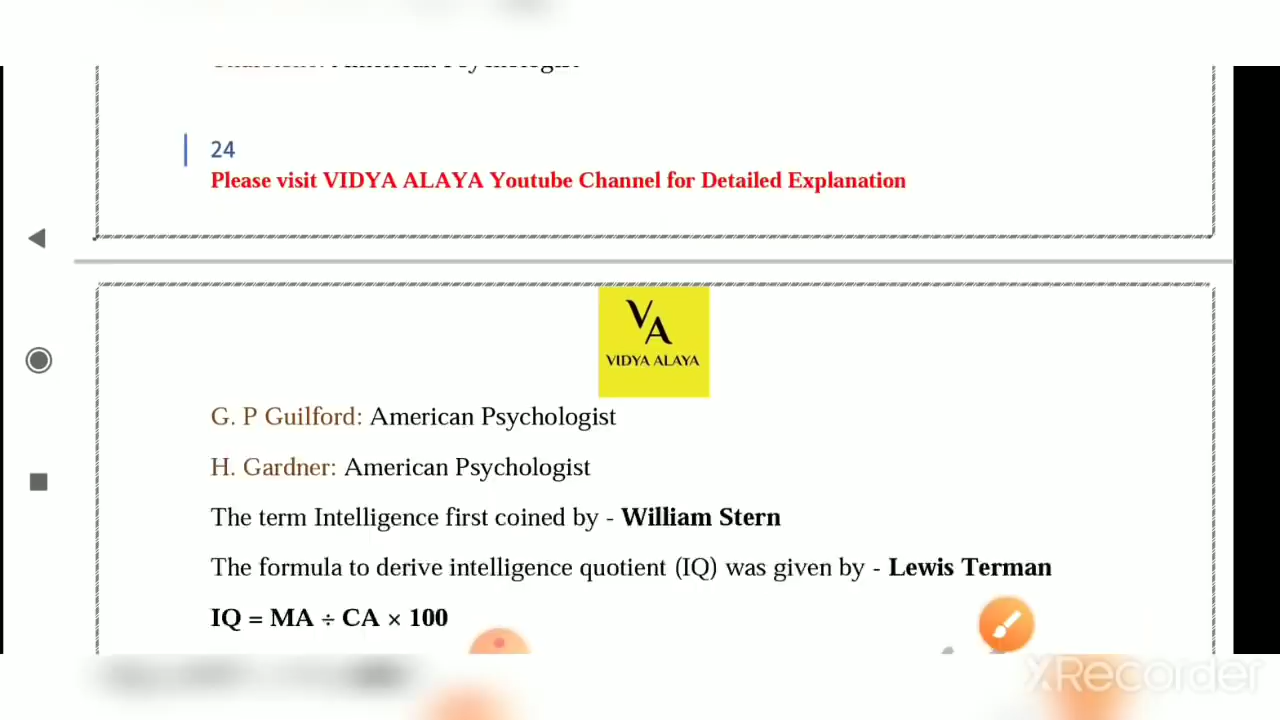 24
Please visit VIDYA ALAYA Youtube Channel for Detailed Explanation
VA
VIDYA ALAYA
G. P Guilford: American Psychologist
H. Gardner: American Psychologist
The term Intelligence first coined by - William Stern
The formula to derive intelligence quotient (IQ) was given by - Lewis Terman
IQ = MA ÷ CA × 100
XRecorder